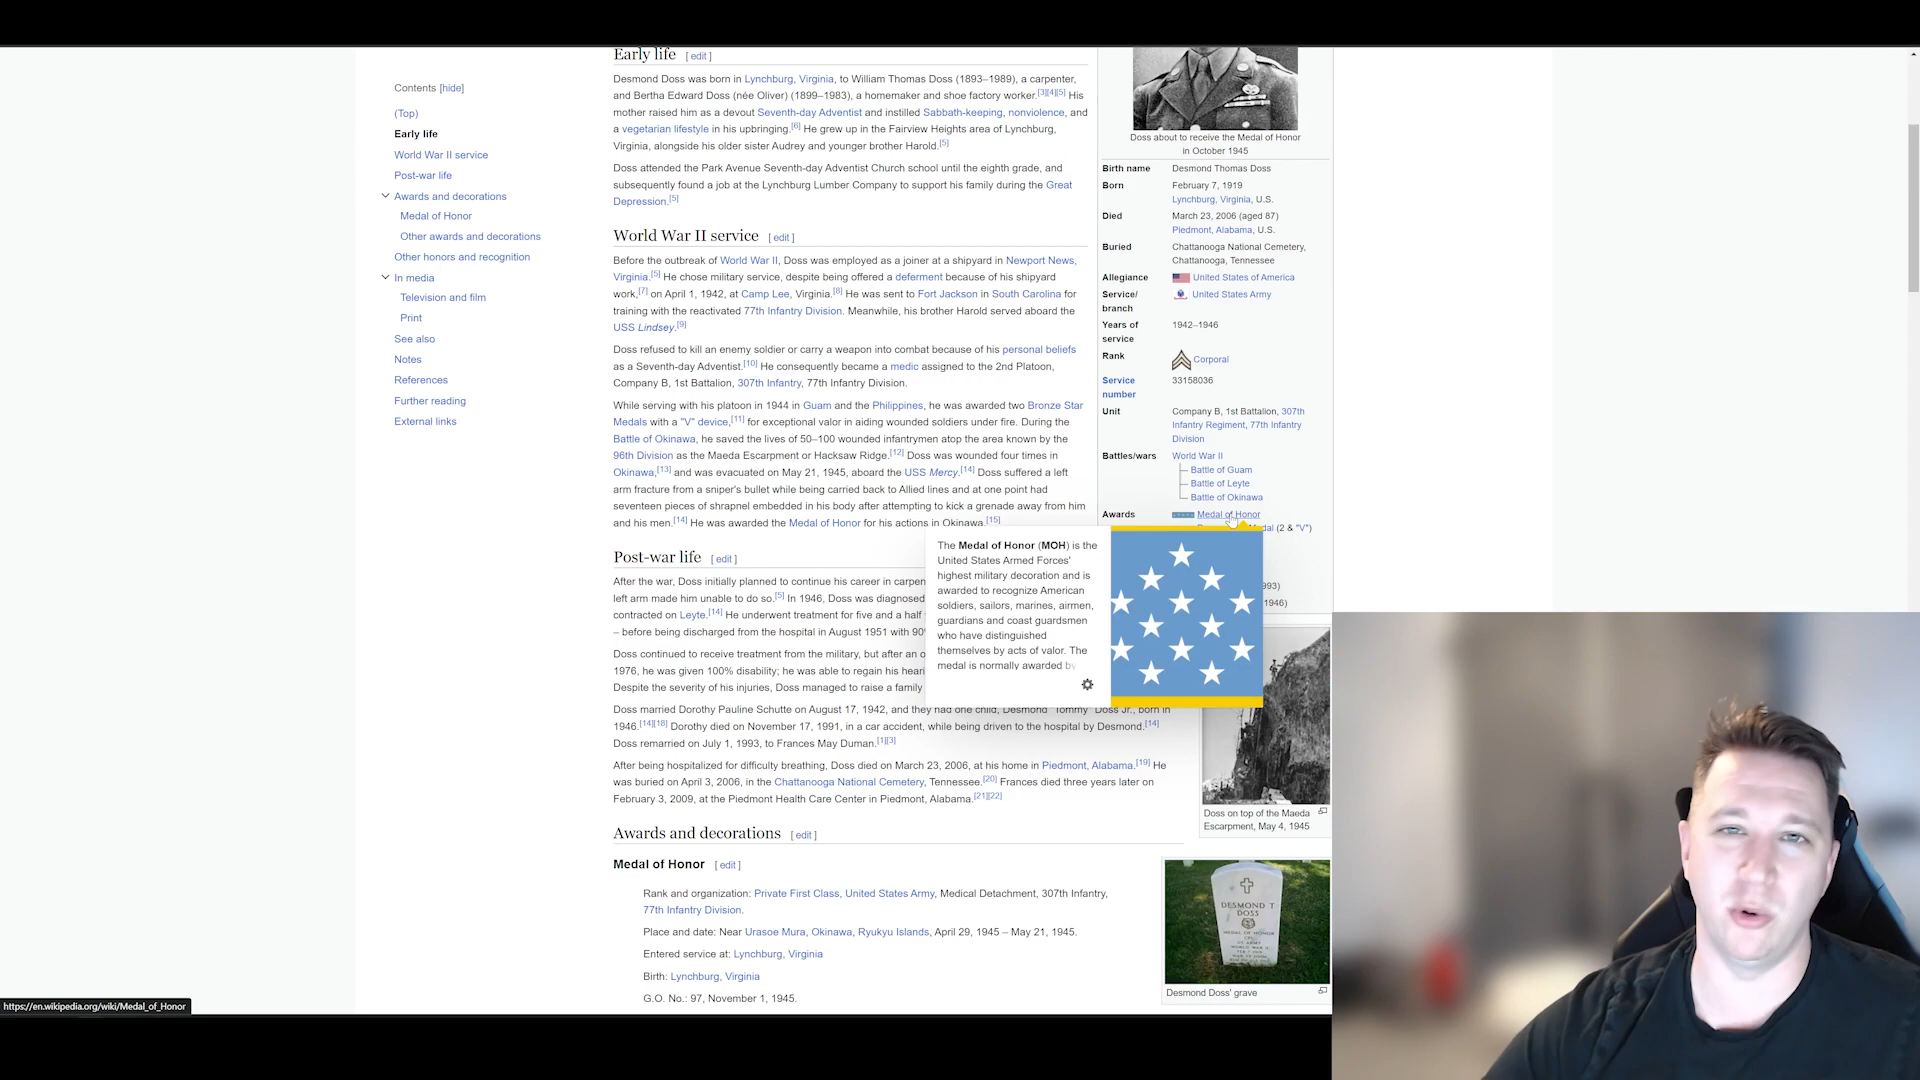 Contents [hide]
(Top)
Early life
World War II service
Post-war life
Awards and decorations
Medal of Honor
Other awards and decorations
Other honors and recognition
In media
Television and film
Print
See also
Notes
References
Further reading
External links
Early life [ edit ]
Desmond Doss was born in Lynchburg, Virginia, to William Thomas Doss (1893–1989), a carpenter,
and Bertha Edward Doss (née Oliver) (1899–1983), a homemaker and shoe factory worker.[3][4][5] His
mother raised him as a devout Seventh-day Adventist and instilled Sabbath-keeping, nonviolence, and
a vegetarian lifestyle in his upbringing.[6] He grew up in the Fairview Heights area of Lynchburg,
Virginia, alongside his older sister Audrey and younger brother Harold.[5]
Doss attended the Park Avenue Seventh-day Adventist Church school until the eighth grade, and
subsequently found a job at the Lynchburg Lumber Company to support his family during the Great
Depression.[5]
World War II service [ edit ]
Before the outbreak of World War II, Doss was employed as a joiner at a shipyard in Newport News,
Virginia.[5] He chose military service, despite being offered a deferment because of his shipyard
work,[7] on April 1, 1942, at Camp Lee, Virginia.[8] He was sent to Fort Jackson in South Carolina for
training with the reactivated 77th Infantry Division. Meanwhile, his brother Harold served aboard the
USS Lindsey.[9]
Doss refused to kill an enemy soldier or carry a weapon into combat because of his personal beliefs
as a Seventh-day Adventist.[10] He consequently became a medic assigned to the 2nd Platoon,
Company B, 1st Battalion, 307th Infantry, 77th Infantry Division.
While serving with his platoon in 1944 in Guam and the Philippines, he was awarded two Bronze Star
Medals with a "V" device,[11] for exceptional valor in aiding wounded soldiers under fire. During the
Battle of Okinawa, he saved the lives of 50–100 wounded infantrymen atop the area known by the
96th Division as the Maeda Escarpment or Hacksaw Ridge.[12] Doss was wounded four times in
Okinawa,[13] and was evacuated on May 21, 1945, aboard the USS Mercy.[14] Doss suffered a left
arm fracture from a sniper's bullet while being carried back to Allied lines and at one point had
seventeen pieces of shrapnel embedded in his body after attempting to kick a grenade away from him
and his men.[14] He was awarded the Medal of Honor for his actions in Okinawa.[15]
Post-war life [ edit ]
After the war, Doss initially planned to continue his career in carpen
left arm made him unable to do so.[5] In 1946, Doss was diagnosed
contracted on Leyte.[14] He underwent treatment for five and a half
– before being discharged from the hospital in August 1951 with 90
Doss continued to receive treatment from the military, but after an o
1976, he was given 100% disability; he was able to regain his heari
Despite the severity of his injuries, Doss managed to raise a family
Doss married Dorothy Pauline Schutte on August 17, 1942, and they had one child, Desmond "Tommy" Doss Jr., born in
1946.[14][18] Dorothy died on November 17, 1991, in a car accident, while being driven to the hospital by Desmond.[14]
Doss remarried on July 1, 1993, to Frances May Duman.[1][3]
After being hospitalized for difficulty breathing, Doss died on March 23, 2006, at his home in Piedmont, Alabama.[19] He
was buried on April 3, 2006, in the Chattanooga National Cemetery, Tennessee.[20] Frances died three years later on
February 3, 2009, at the Piedmont Health Care Center in Piedmont, Alabama.[21][22]
Awards and decorations [ edit ]
Medal of Honor [ edit ]
Rank and organization: Private First Class, United States Army, Medical Detachment, 307th Infantry,
77th Infantry Division.
Place and date: Near Urasoe Mura, Okinawa, Ryukyu Islands, April 29, 1945 – May 21, 1945.
Entered service at: Lynchburg, Virginia
Birth: Lynchburg, Virginia
G.O. No.: 97, November 1, 1945.
Doss about to receive the Medal of Honor
in October 1945
Birth name Desmond Thomas Doss
Born February 7, 1919
Lynchburg, Virginia, U.S.
Died March 23, 2006 (aged 87)
Piedmont, Alabama, U.S.
Buried Chattanooga National Cemetery,
Chattanooga, Tennessee
Allegiance United States of America
Service/ United States Army
branch
Years of 1942–1946
service
Rank Corporal
Service 33158036
number
Unit Company B, 1st Battalion, 307th
Infantry Regiment, 77th Infantry
Division
Battles/wars World War II
Battle of Guam
Battle of Leyte
Battle of Okinawa
Awards Medal of Honor
(2 & "V")
993)
1946)
The Medal of Honor (MOH) is the
United States Armed Forces'
highest military decoration and is
awarded to recognize American
soldiers, sailors, marines, airmen,
guardians and coast guardsmen
who have distinguished
themselves by acts of valor. The
medal is normally awarded by
Doss on top of the Maeda
Escarpment, May 4, 1945
DESMOND T
DOSS
MEDAL OF HONOR
CPL
US ARMY
WORLD WAR II
Desmond Doss' grave
https://en.wikipedia.org/wiki/Medal_of_Honor